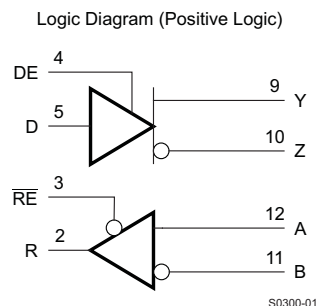 Logic Diagram (Positive Logic)
DE 4
D 5
9 Y
10 Z
RE 3
R 2
12 A
11 B
S0300-01